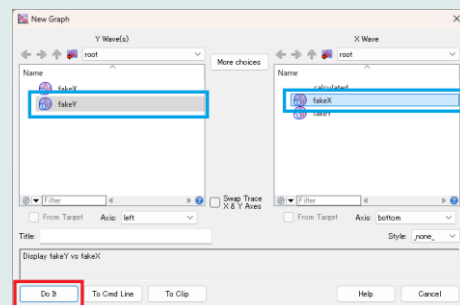 New Graph
Y Wave(s)
X Wave
root
More choices
root
Name
Name
fakeX
calculated
fakeY
fakeX
fakeY
Filter
Swap Trace
X & Y Axes
Filter
From Target
Axis:
left
From Target
Axis:
bottom
Title:
Style:
_none_
Display fakeY vs fakeX
Do It
To Cmd Line
To Clip
Help
Cancel